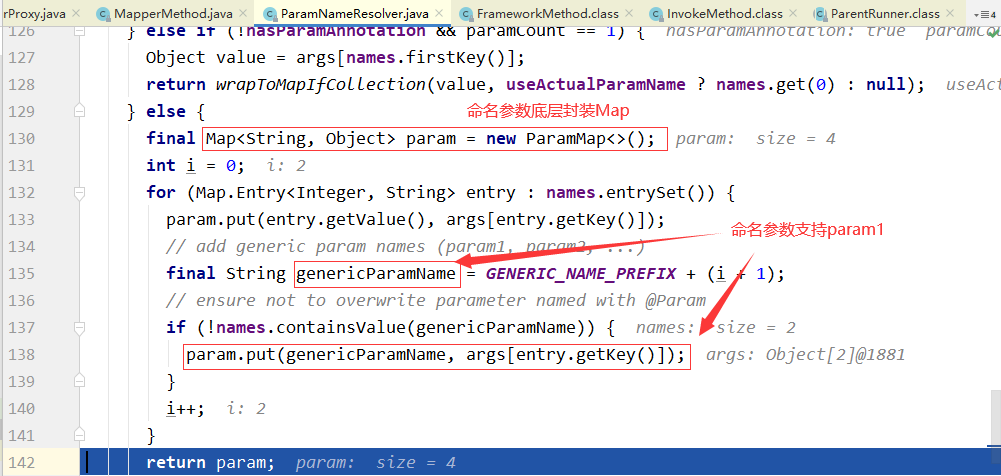 rProxy.java MapperMethod.java ParamNameResolver.java FrameworkMethod.class InvokeMethod.class ParentRunner.class 4
126 } else if (!hasParamAnnotation && paramCount == 1) { hasParamAnnotation: true paramCou
127 Object value = args[names.firstKey()];
128 return wrapToMapIfCollection(value, useActualParamName ? names.get(0) : null); useAct
129 } else {
命名参数底层封装Map
130 final Map<String, Object> param = new ParamMap<>(); param: size = 4
131 int i = 0; i: 2
132 for (Map.Entry<Integer, String> entry : names.entrySet()) {
133 param.put(entry.getValue(), args[entry.getKey()]);
命名参数支持param1
134 // add generic param names (param1, param2, ...)
135 final String genericParamName = GENERIC_NAME_PREFIX + (i + 1);
136 // ensure not to overwrite parameter named with @Param
137 if (!names.containsValue(genericParamName)) { names: size = 2
138 param.put(genericParamName, args[entry.getKey()]); args: Object[2]@1881
139 }
140 i++; i: 2
141 }
142 return param; param: size = 4